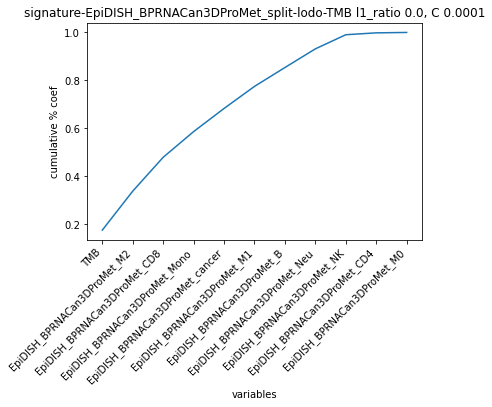 signature-EpiDISH_BPRNACan3DProMet_split-lodo-TMB l1_ratio 0.0, C 0.0001
1.0
0.8
0.6
0.4
0.2
cumulative % coef
TMB
EpiDISH_BPRNACan3DProMet_M2
EpiDISH_BPRNACan3DProMet_CD8
EpiDISH_BPRNACan3DProMet_Mono
EpiDISH_BPRNACan3DProMet_cancer
EpiDISH_BPRNACan3DProMet_M1
EpiDISH_BPRNACan3DProMet_B
EpiDISH_BPRNACan3DProMet_Neu
EpiDISH_BPRNACan3DProMet_NK
EpiDISH_BPRNACan3DProMet_CD4
EpiDISH_BPRNACan3DProMet_M0
variables